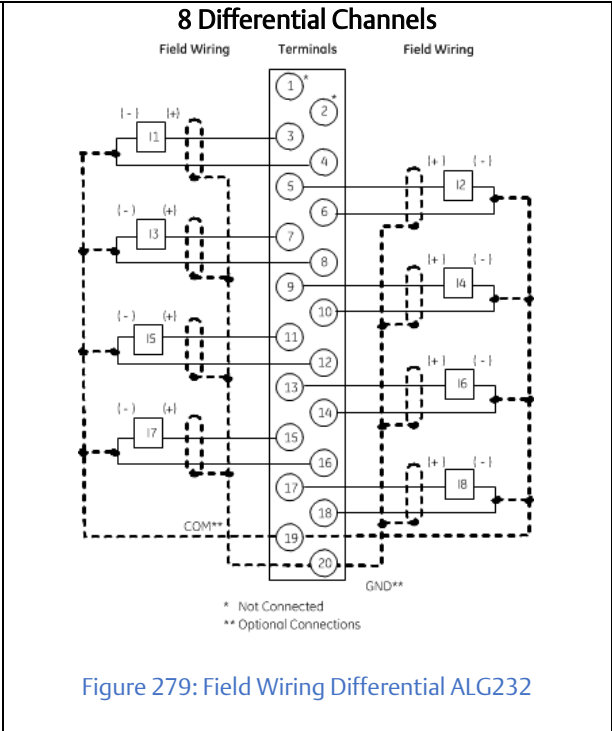 8 Differential Channels
Field Wiring Terminals Field Wiring
1 *
2 *
(-) (+)
I1
3
4
(+) (-)
5
I2
6
(-) (+)
I3
7
8
(+) (-)
9
I4
10
(-) (+)
I5
11
12
(+) (-)
13
I6
14
(-) (+)
I7
15
16
(+) (-)
17
I8
18
COM**
19
20
GND**
* Not Connected
** Optional Connections
Figure 279: Field Wiring Differential ALG232